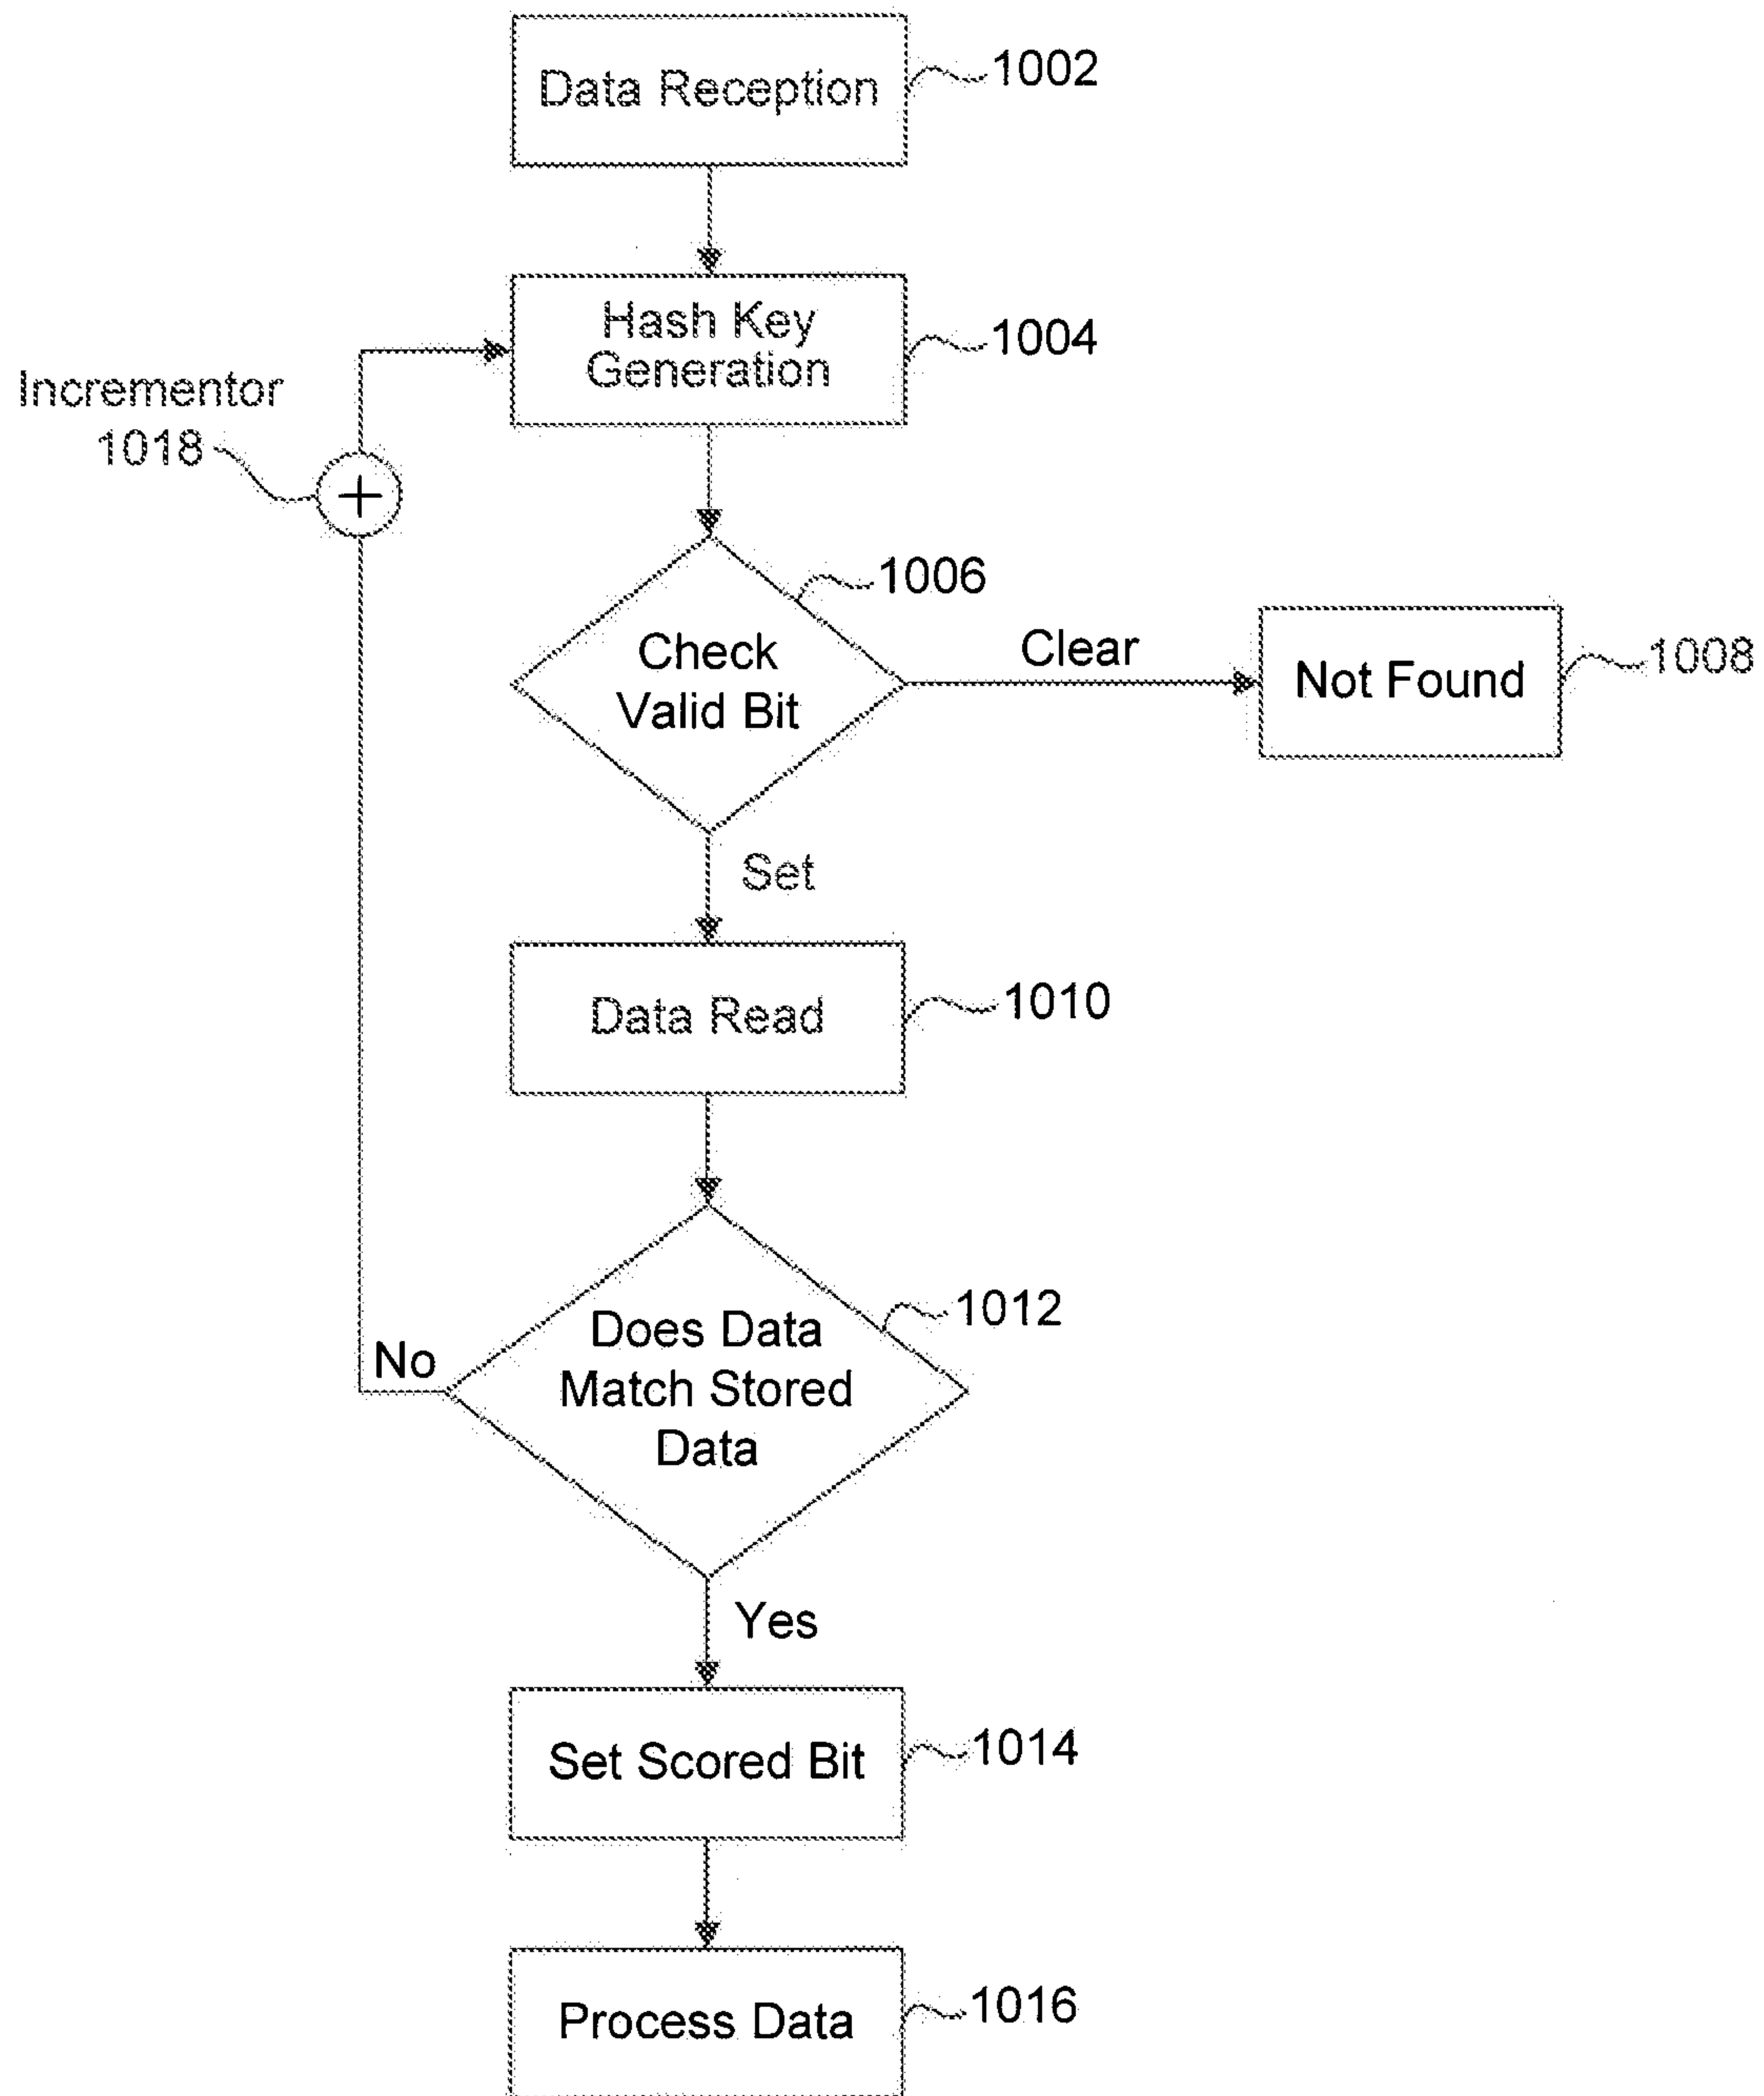 Data Reception
1002
Hash Key
Generation
1004
Incrementor
1018
+
1006
Check
Valid Bit
Clear
Not Found
1008
Set
Data Read
1010
1012
Does Data
Match Stored
Data
No
Yes
Set Scored Bit
1014
Process Data
1016